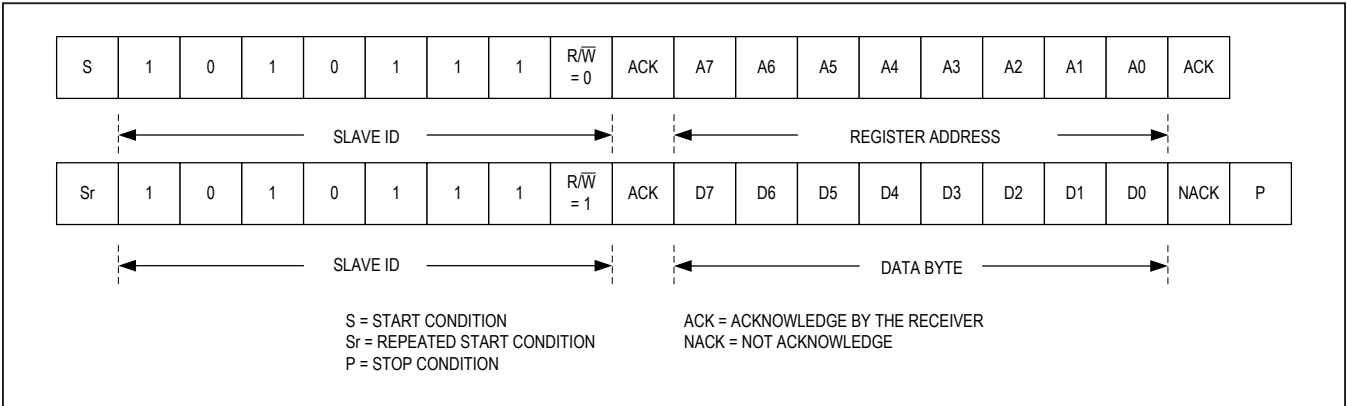 S 1 0 1 0 1 1 1 R/W̅ = 0 ACK A7 A6 A5 A4 A3 A2 A1 A0 ACK
SLAVE ID REGISTER ADDRESS
Sr 1 0 1 0 1 1 1 R/W̅ = 1 ACK D7 D6 D5 D4 D3 D2 D1 D0 NACK P
SLAVE ID DATA BYTE
S = START CONDITION
Sr = REPEATED START CONDITION
P = STOP CONDITION
ACK = ACKNOWLEDGE BY THE RECEIVER
NACK = NOT ACKNOWLEDGE